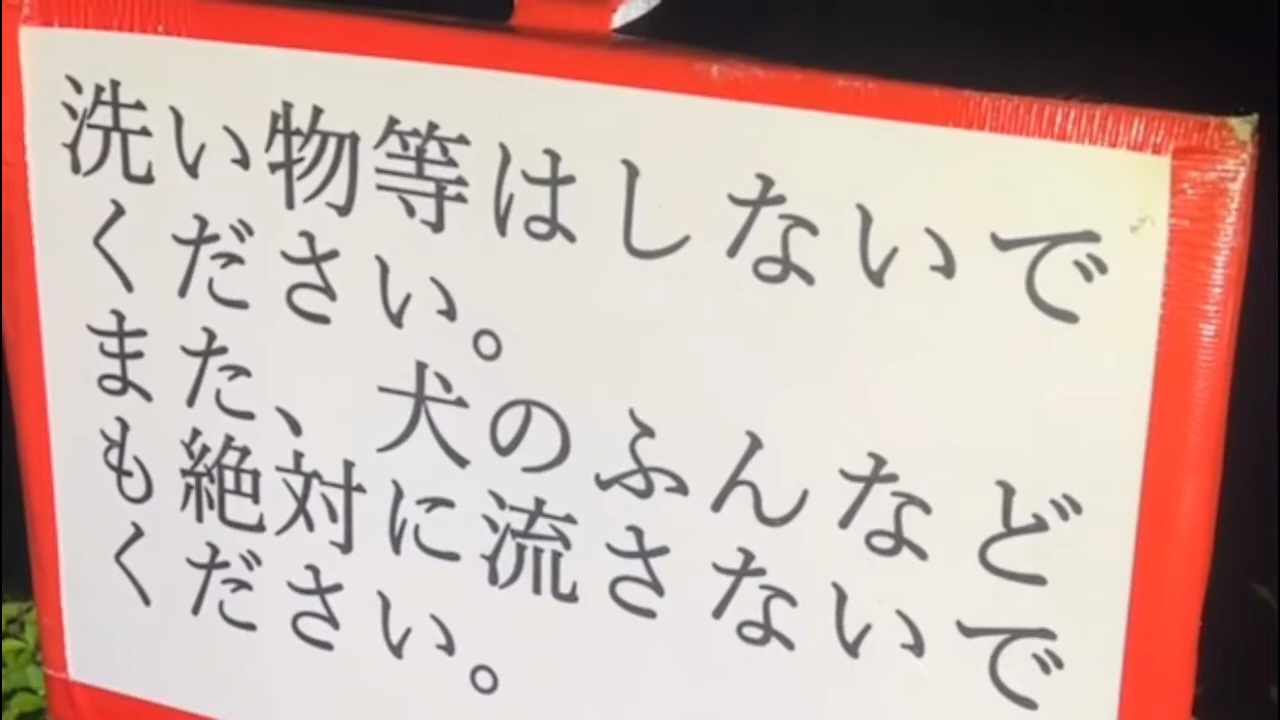 洗い物等はしないで
ください。
また、犬のふんなど
も絶対に流さないで
ください。